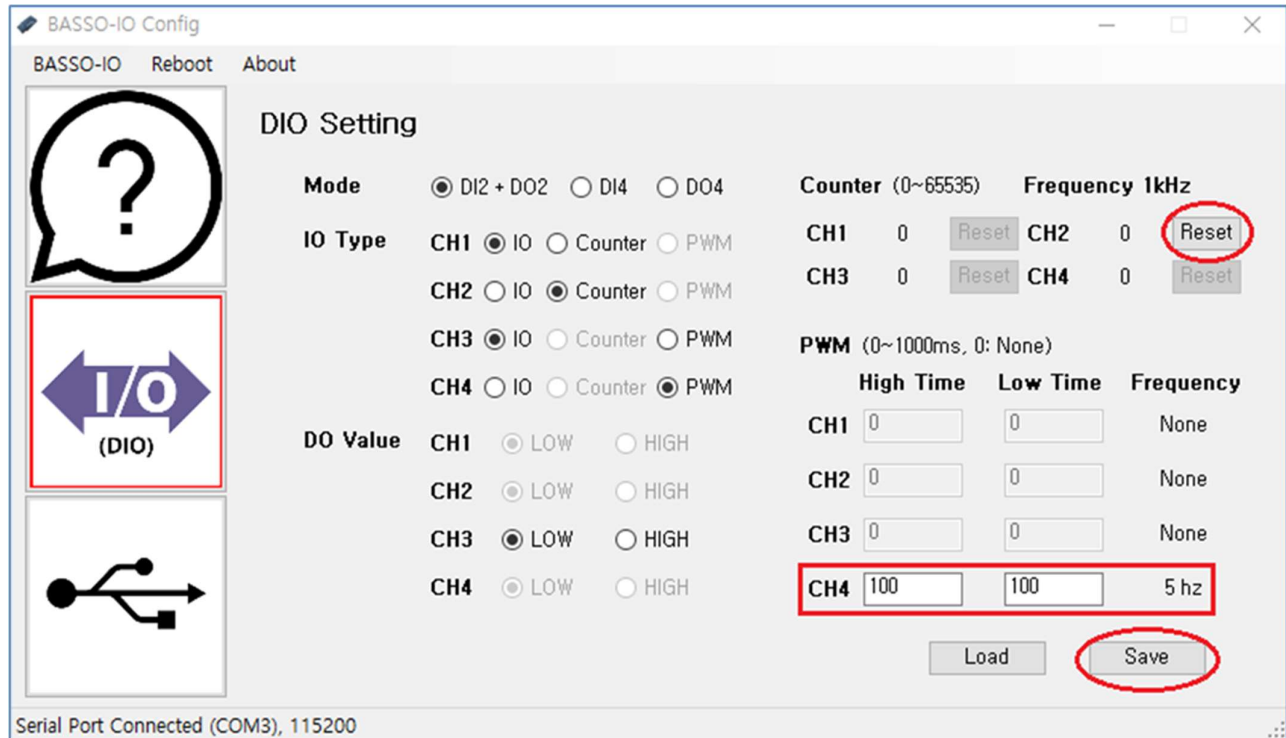 BASSO-IO Config
BASSO-IO Reboot About
?
I/O
(DIO)
DIO Setting
Mode DI2 + DO2 DI4 DO4
IO Type CH1 IO Counter PWM
CH2 IO Counter PWM
CH3 IO Counter PWM
CH4 IO Counter PWM
DO Value CH1 LOW HIGH
CH2 LOW HIGH
CH3 LOW HIGH
CH4 LOW HIGH
Counter (0~65535) Frequency 1kHz
CH1 0 Reset CH2 0 Reset
CH3 0 Reset CH4 0 Reset
PWM (0~1000ms, 0: None)
High Time Low Time Frequency
CH1 0 0 None
CH2 0 0 None
CH3 0 0 None
CH4 100 100 5 hz
Load Save
Serial Port Connected (COM3), 115200